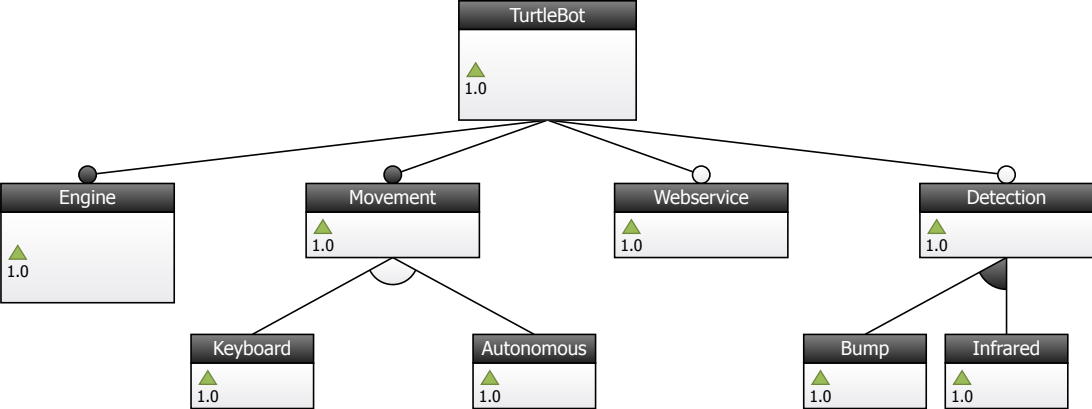 TurtleBot
1.0
Engine
Movement
Webservice
Detection
1.0
1.0
1.0
1.0
Keyboard
Autonomous
Bump
Infrared
1.0
1.0
1.0
1.0